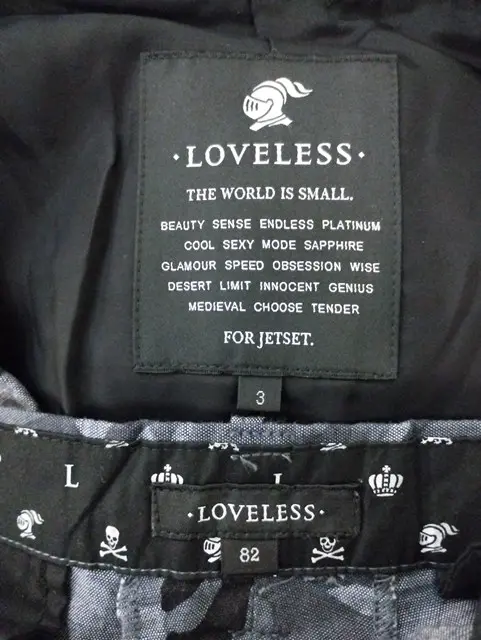 ·LOVELESS·
THE WORLD IS SMALL.
BEAUTY SENSE ENDLESS PLATINUM
COOL SEXY MODE SAPPHIRE
GLAMOUR SPEED OBSESSION WISE
DESERT LIMIT INNOCENT GENIUS
MEDIEVAL CHOOSE TENDER
FOR JETSET.
3
L
·LOVELESS·
82